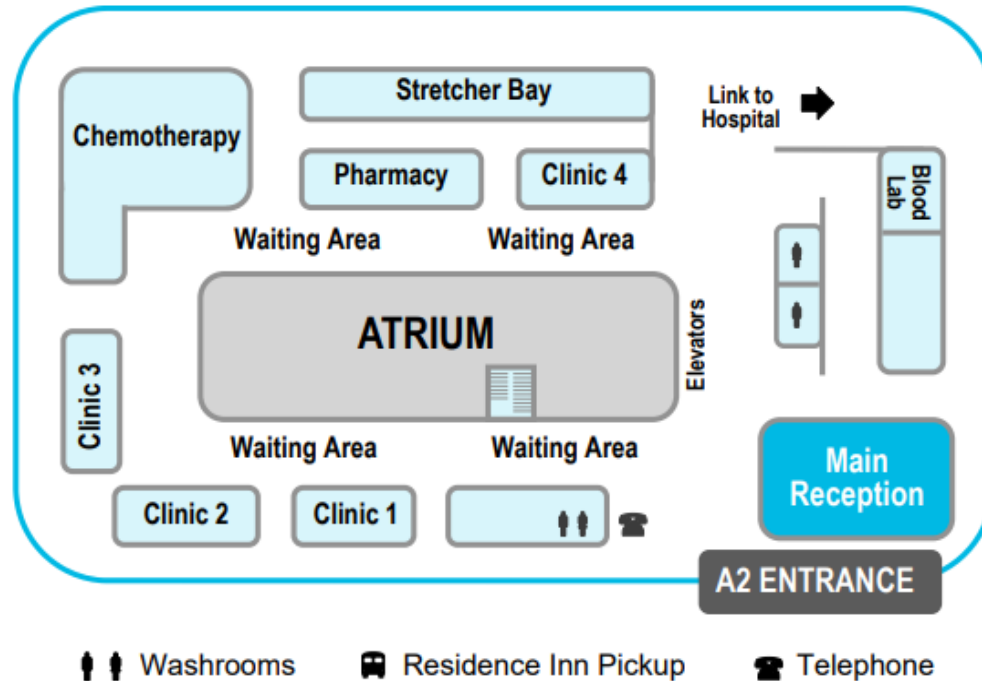 Stretcher Bay
Link to
Hospital
Chemotherapy
Pharmacy
Clinic 4
Blood
Lab
Waiting Area
Waiting Area
ATRIUM
Elevators
Clinic 3
Waiting Area
Waiting Area
Main
Reception
Clinic 2
Clinic 1
A2 ENTRANCE
Washrooms
Residence Inn Pickup
Telephone